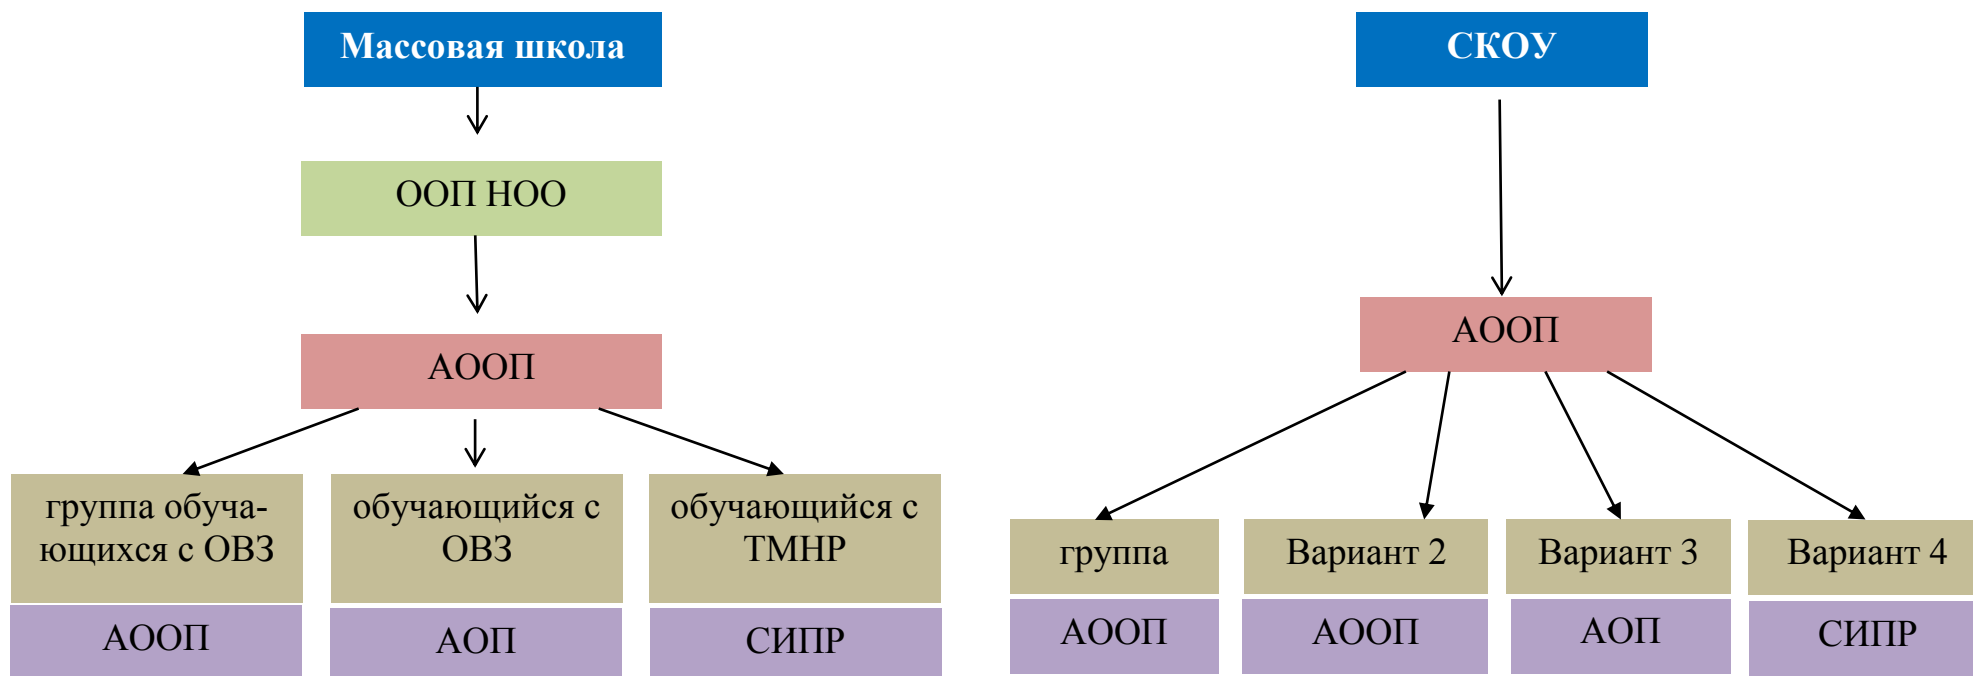 Массовая школа
ООП НОО
АООП
группа обуча-
ющихся с ОВЗ
АООП
обучающийся с
ОВЗ
АОП
обучающийся с
ТМНР
СИПР
СКОУ
АООП
группа
АООП
Вариант 2
АООП
Вариант 3
АОП
Вариант 4
СИПР